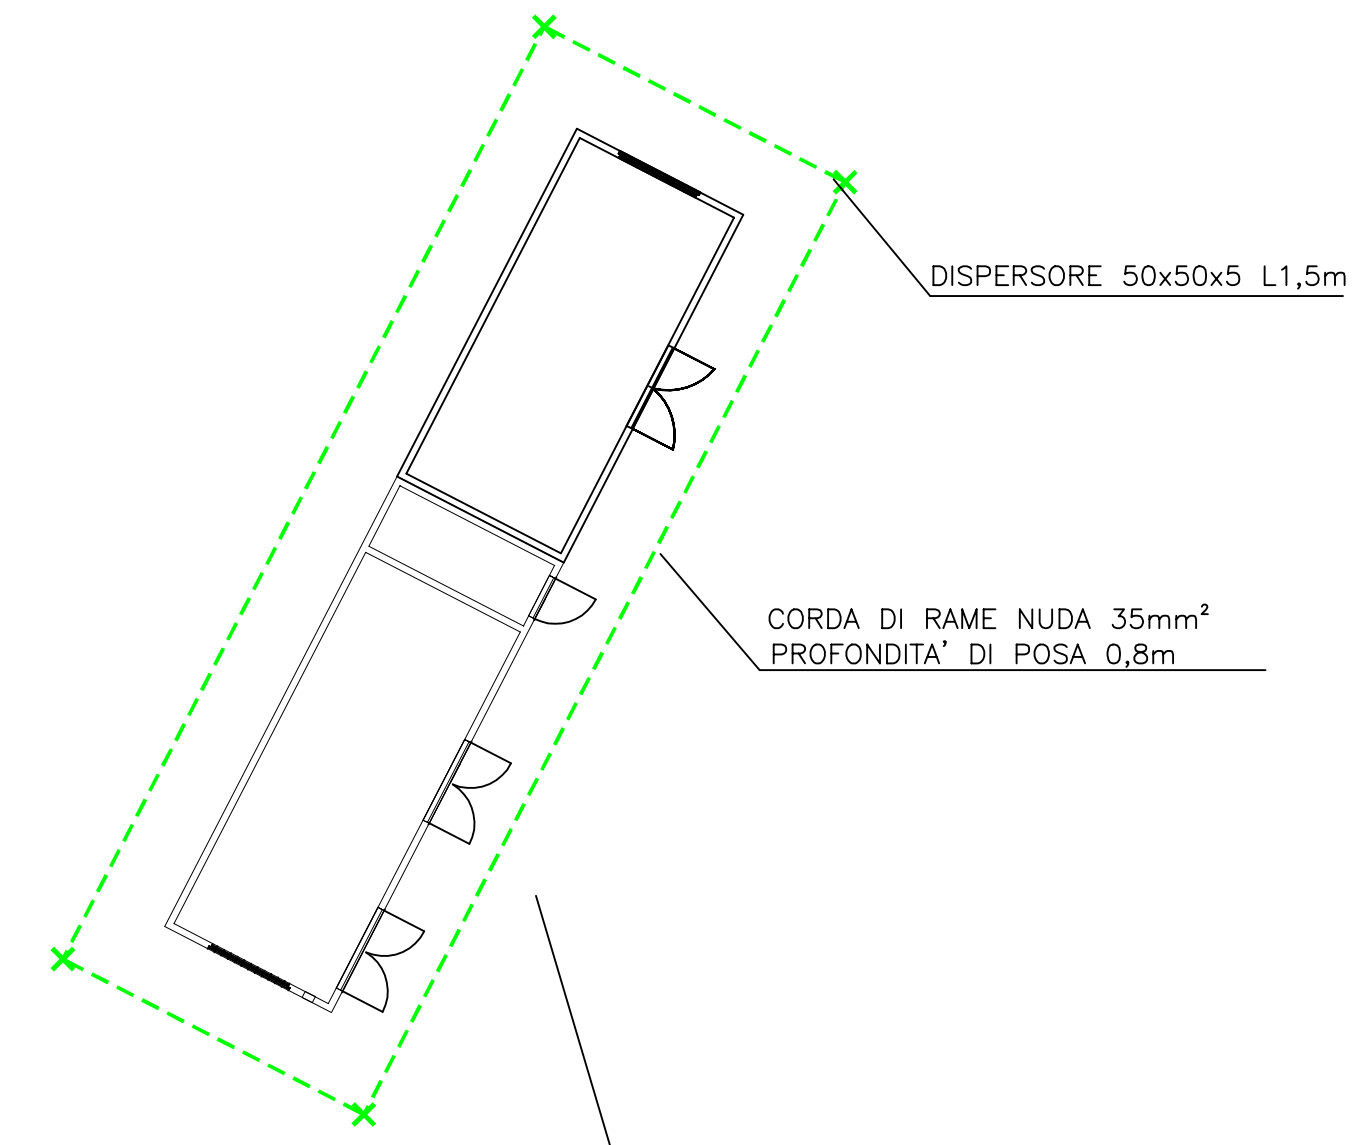 DISPERSORE 50x50x5 L1,5m
CORDA DI RAME NUDA 35mm²
PROFONDITA' DI POSA 0,8m